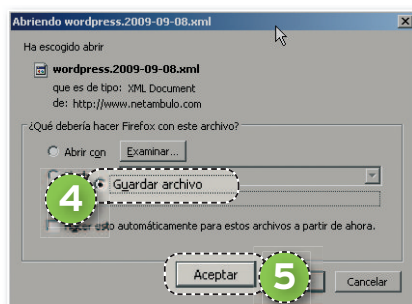 Abriendo wordpress.2009-09-08.xml
Ha escogido abrir
wordpress.2009-09-08.xml
que es de tipo: XML Document
de: http://www.netambulo.com
¿Qué debería hacer Firefox con este archivo?
Abrir con Examinar...
4 Guardar archivo
esto automáticamente para estos archivos a partir de ahora.
Aceptar 5 Cancelar